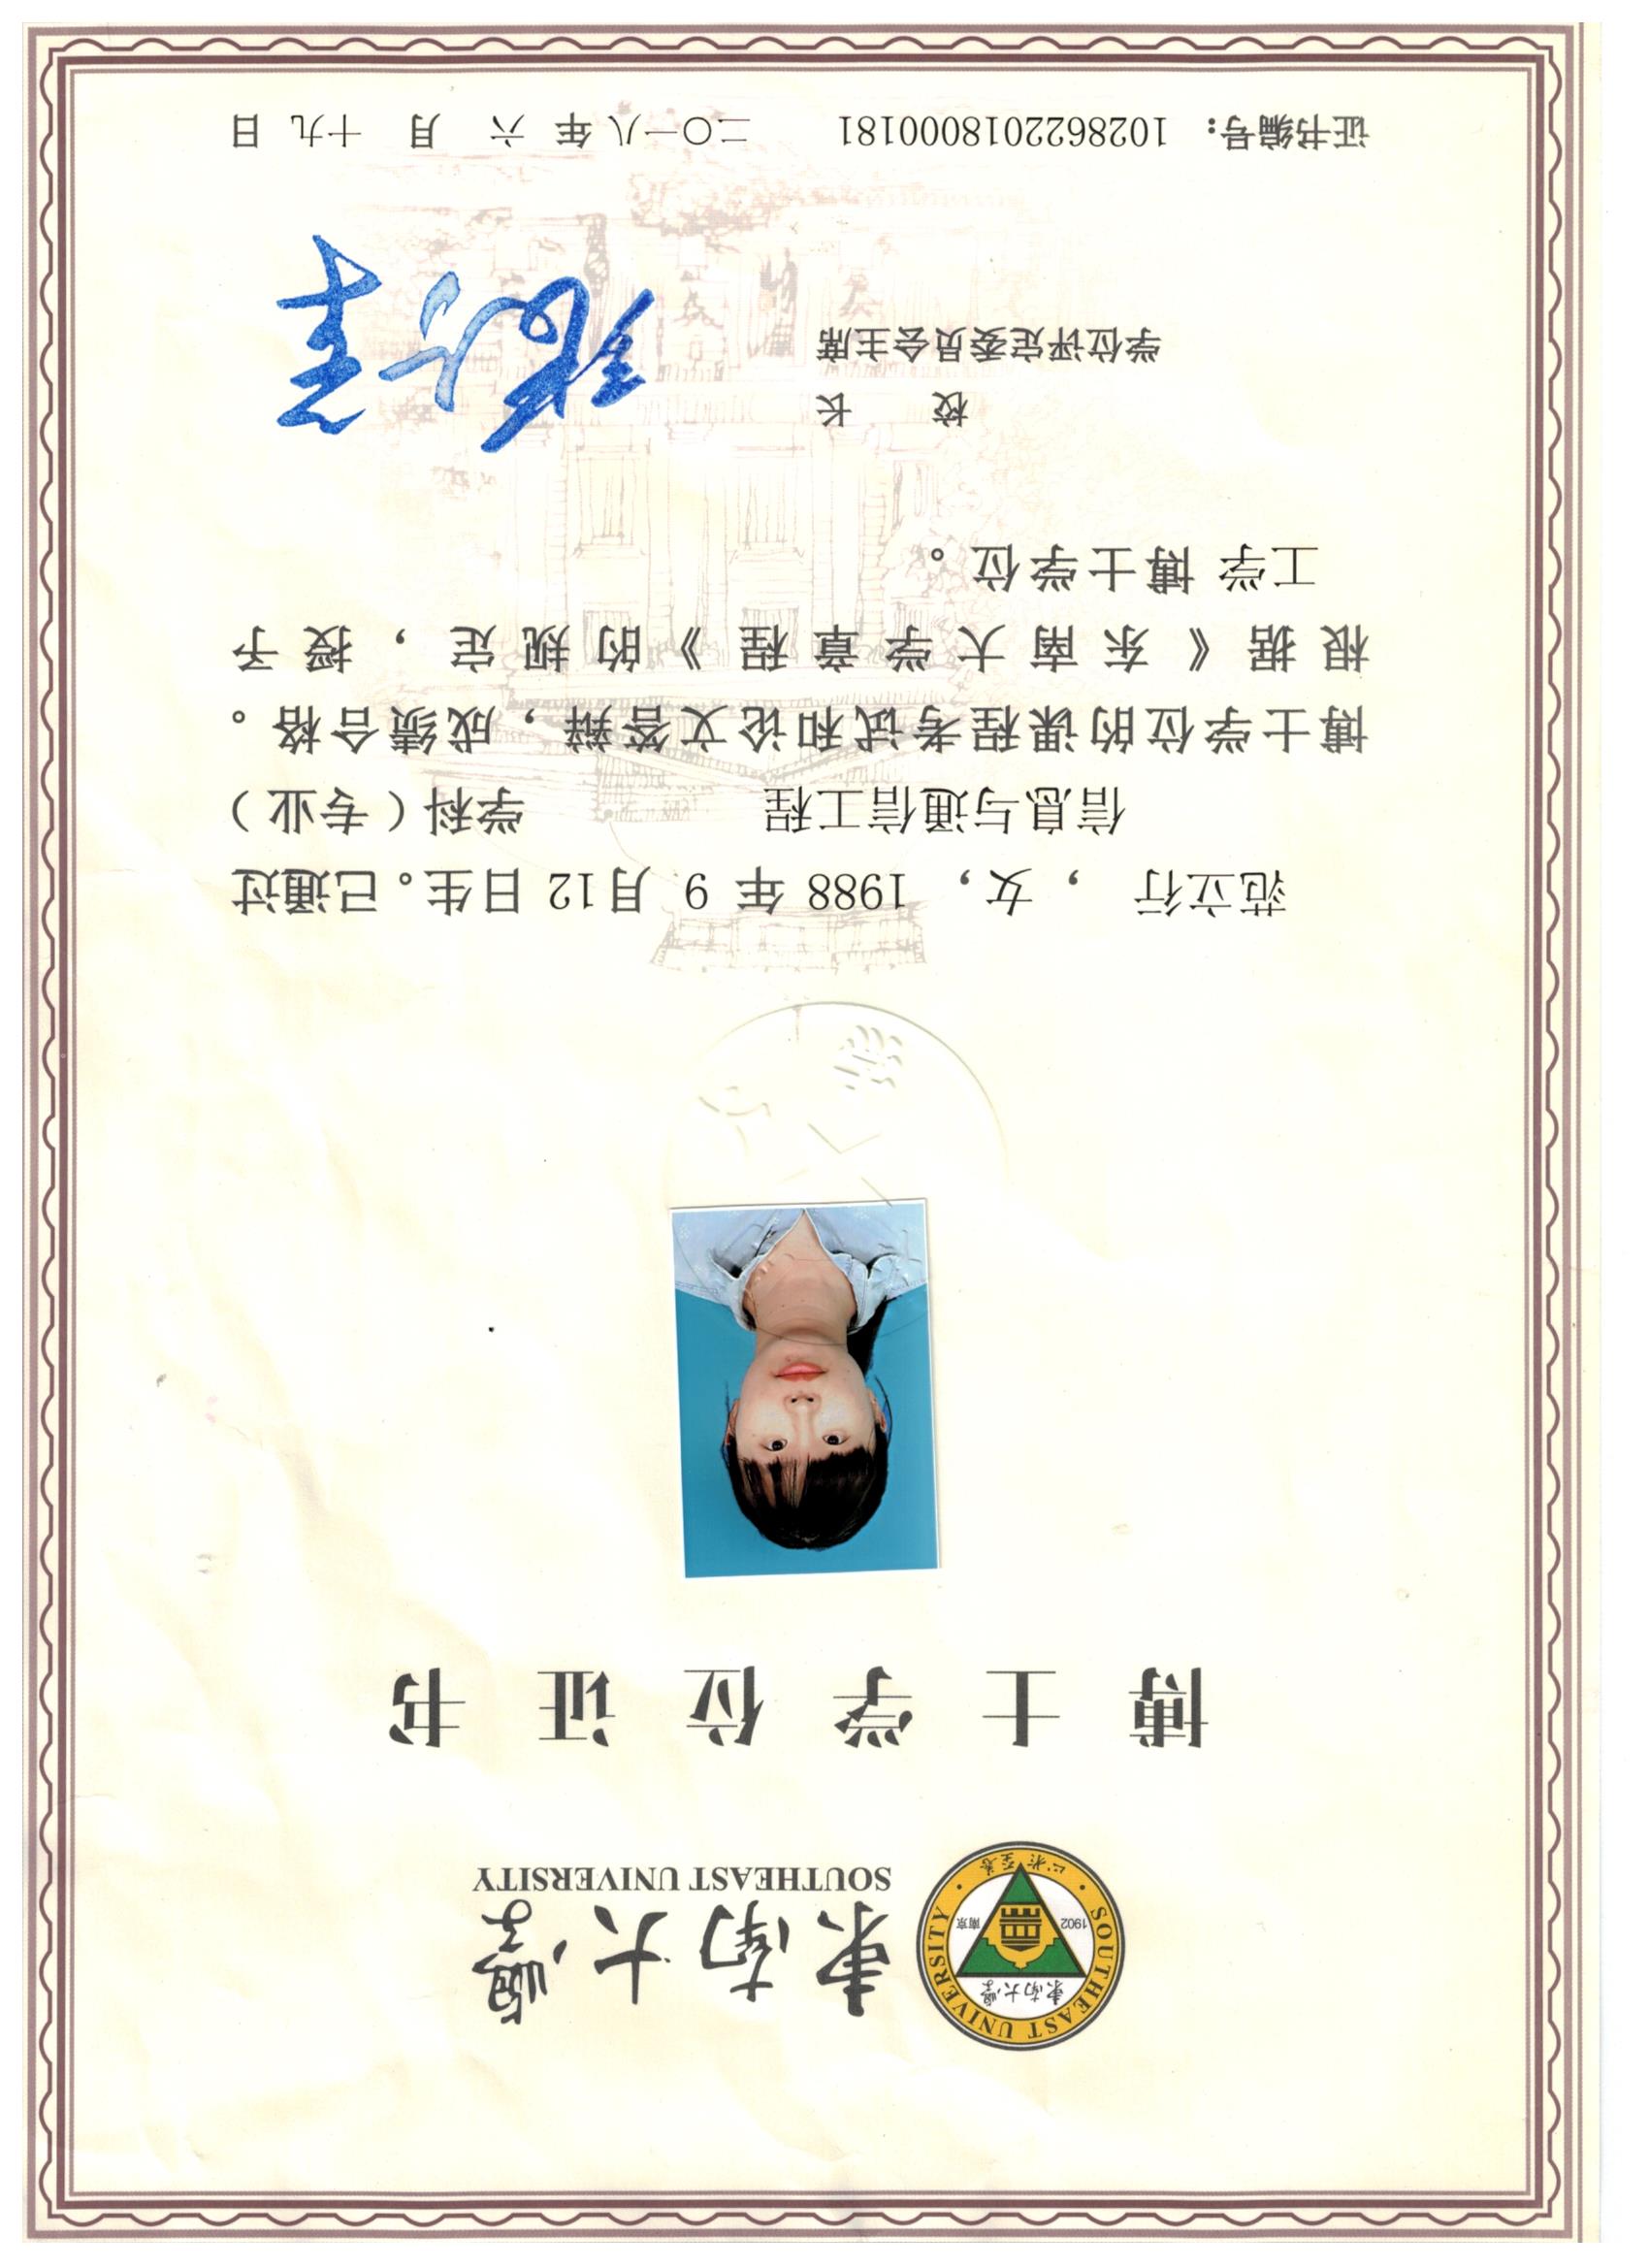 SOUTHEAST UNIVERSITY
東南大學
1902 南京
止於至善
東南大學
SOUTHEAST UNIVERSITY
博士学位证书
范立行 ，女， 1988 年 9 月12 日生。已通过
信息与通信工程 学科（专业）
博士学位的课程考试和论文答辩，成绩合格。
根据《东南大学章程》的规定，授予
工学 博士学位。
校 长
学位评定委员会主席
证书编号： 1028622018000181 二〇一八 年 六 月 十九 日